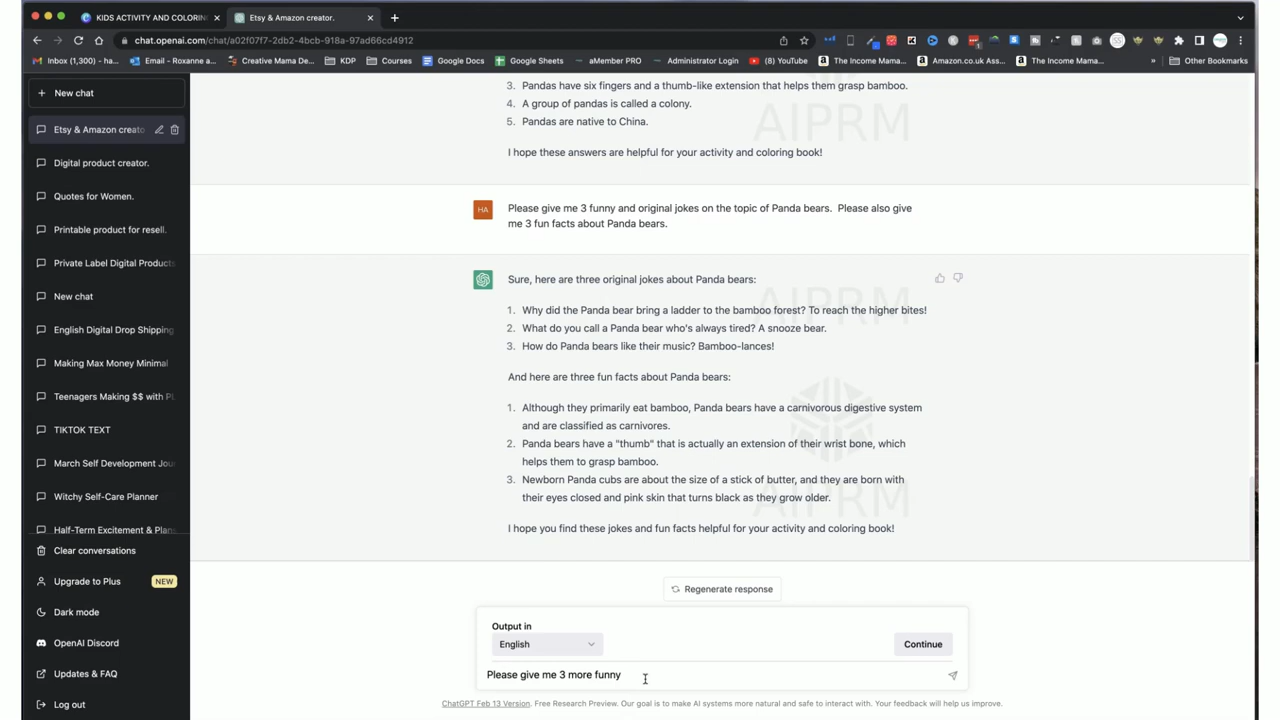 KIDS ACTIVITY AND COLORING
Etsy & Amazon creator.
chat.openai.com/chat/a02f07f7-2db2-4bcb-918a-97ad66cd4912
Inbox (1,300) - ha...
Email - Roxanne a...
Creative Mama De...
KDP
Courses
Google Docs
Google Sheets
aMember PRO
Administrator Login
(8) YouTube
The Income Mama...
Amazon.co.uk Ass...
The Income Mama...
Other Bookmarks
New chat
Etsy & Amazon creato
Digital product creator.
Quotes for Women.
Printable product for resell.
Private Label Digital Products
New chat
English Digital Drop Shipping
Making Max Money Minimal
Teenagers Making $$ with PL
TIKTOK TEXT
March Self Development Jou
Witchy Self-Care Planner
Half-Term Excitement & Plans
Clear conversations
Upgrade to Plus NEW
Dark mode
OpenAI Discord
Updates & FAQ
Log out
3. Pandas have six fingers and a thumb-like extension that helps them grasp bamboo.
4. A group of pandas is called a colony.
5. Pandas are native to China.
AIPRM
I hope these answers are helpful for your activity and coloring book!
HA
Please give me 3 funny and original jokes on the topic of Panda bears. Please also give
me 3 fun facts about Panda bears.
Sure, here are three original jokes about Panda bears:
AIPRM
1. Why did the Panda bear bring a ladder to the bamboo forest? To reach the higher bites!
2. What do you call a Panda bear who's always tired? A snooze bear.
3. How do Panda bears like their music? Bamboo-lances!
And here are three fun facts about Panda bears:
1. Although they primarily eat bamboo, Panda bears have a carnivorous digestive system
and are classified as carnivores.
2. Panda bears have a "thumb" that is actually an extension of their wrist bone, which
helps them to grasp bamboo.
3. Newborn Panda cubs are about the size of a stick of butter, and they are born with
their eyes closed and pink skin that turns black as they grow older.
AIPRM
I hope you find these jokes and fun facts helpful for your activity and coloring book!
Regenerate response
Output in
English
Continue
Please give me 3 more funny
ChatGPT Feb 13 Version. Free Research Preview. Our goal is to make AI systems more natural and safe to interact with. Your feedback will help us improve.